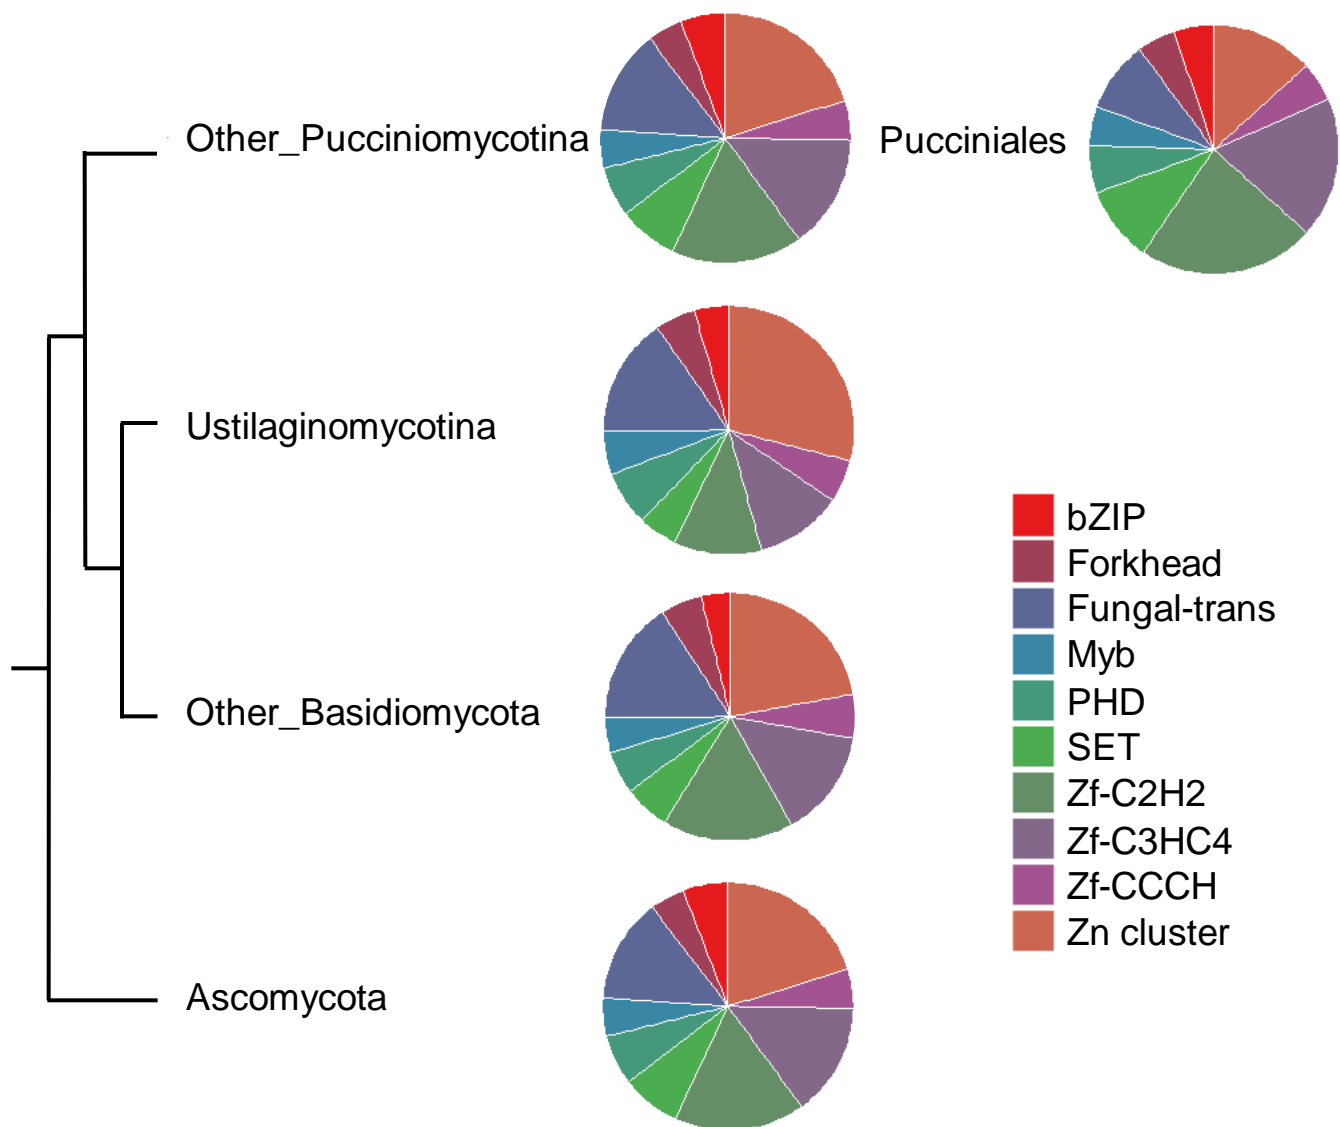 Other_Pucciniomycotina
Pucciniales
Ustilaginomycotina
Other_Basidiomycota
Ascomycota
bZIP
Forkhead
Fungal-trans
Myb
PHD
SET
Zf-C2H2
Zf-C3HC4
Zf-CCCH
Zn cluster